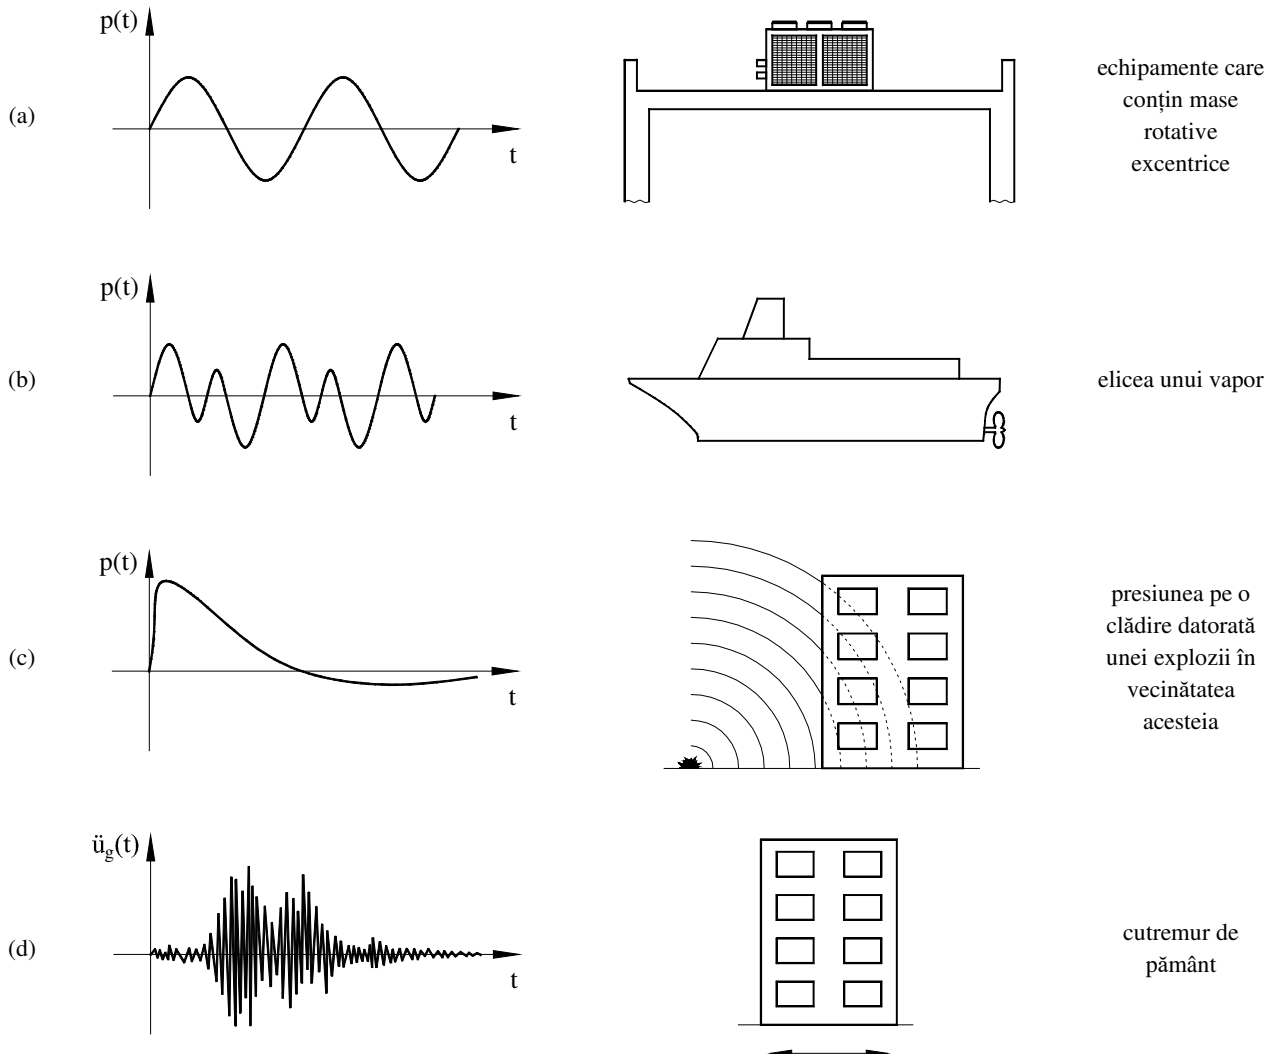 p(t)
(a)
t
echipamente care
conțin mase
rotative
excentrice
p(t)
(b)
t
elicea unui vapor
p(t)
(c)
t
presiunea pe o
clădire datorată
unei explozii în
vecinătatea
acesteia
üg(t)
(d)
t
cutremur de
pământ